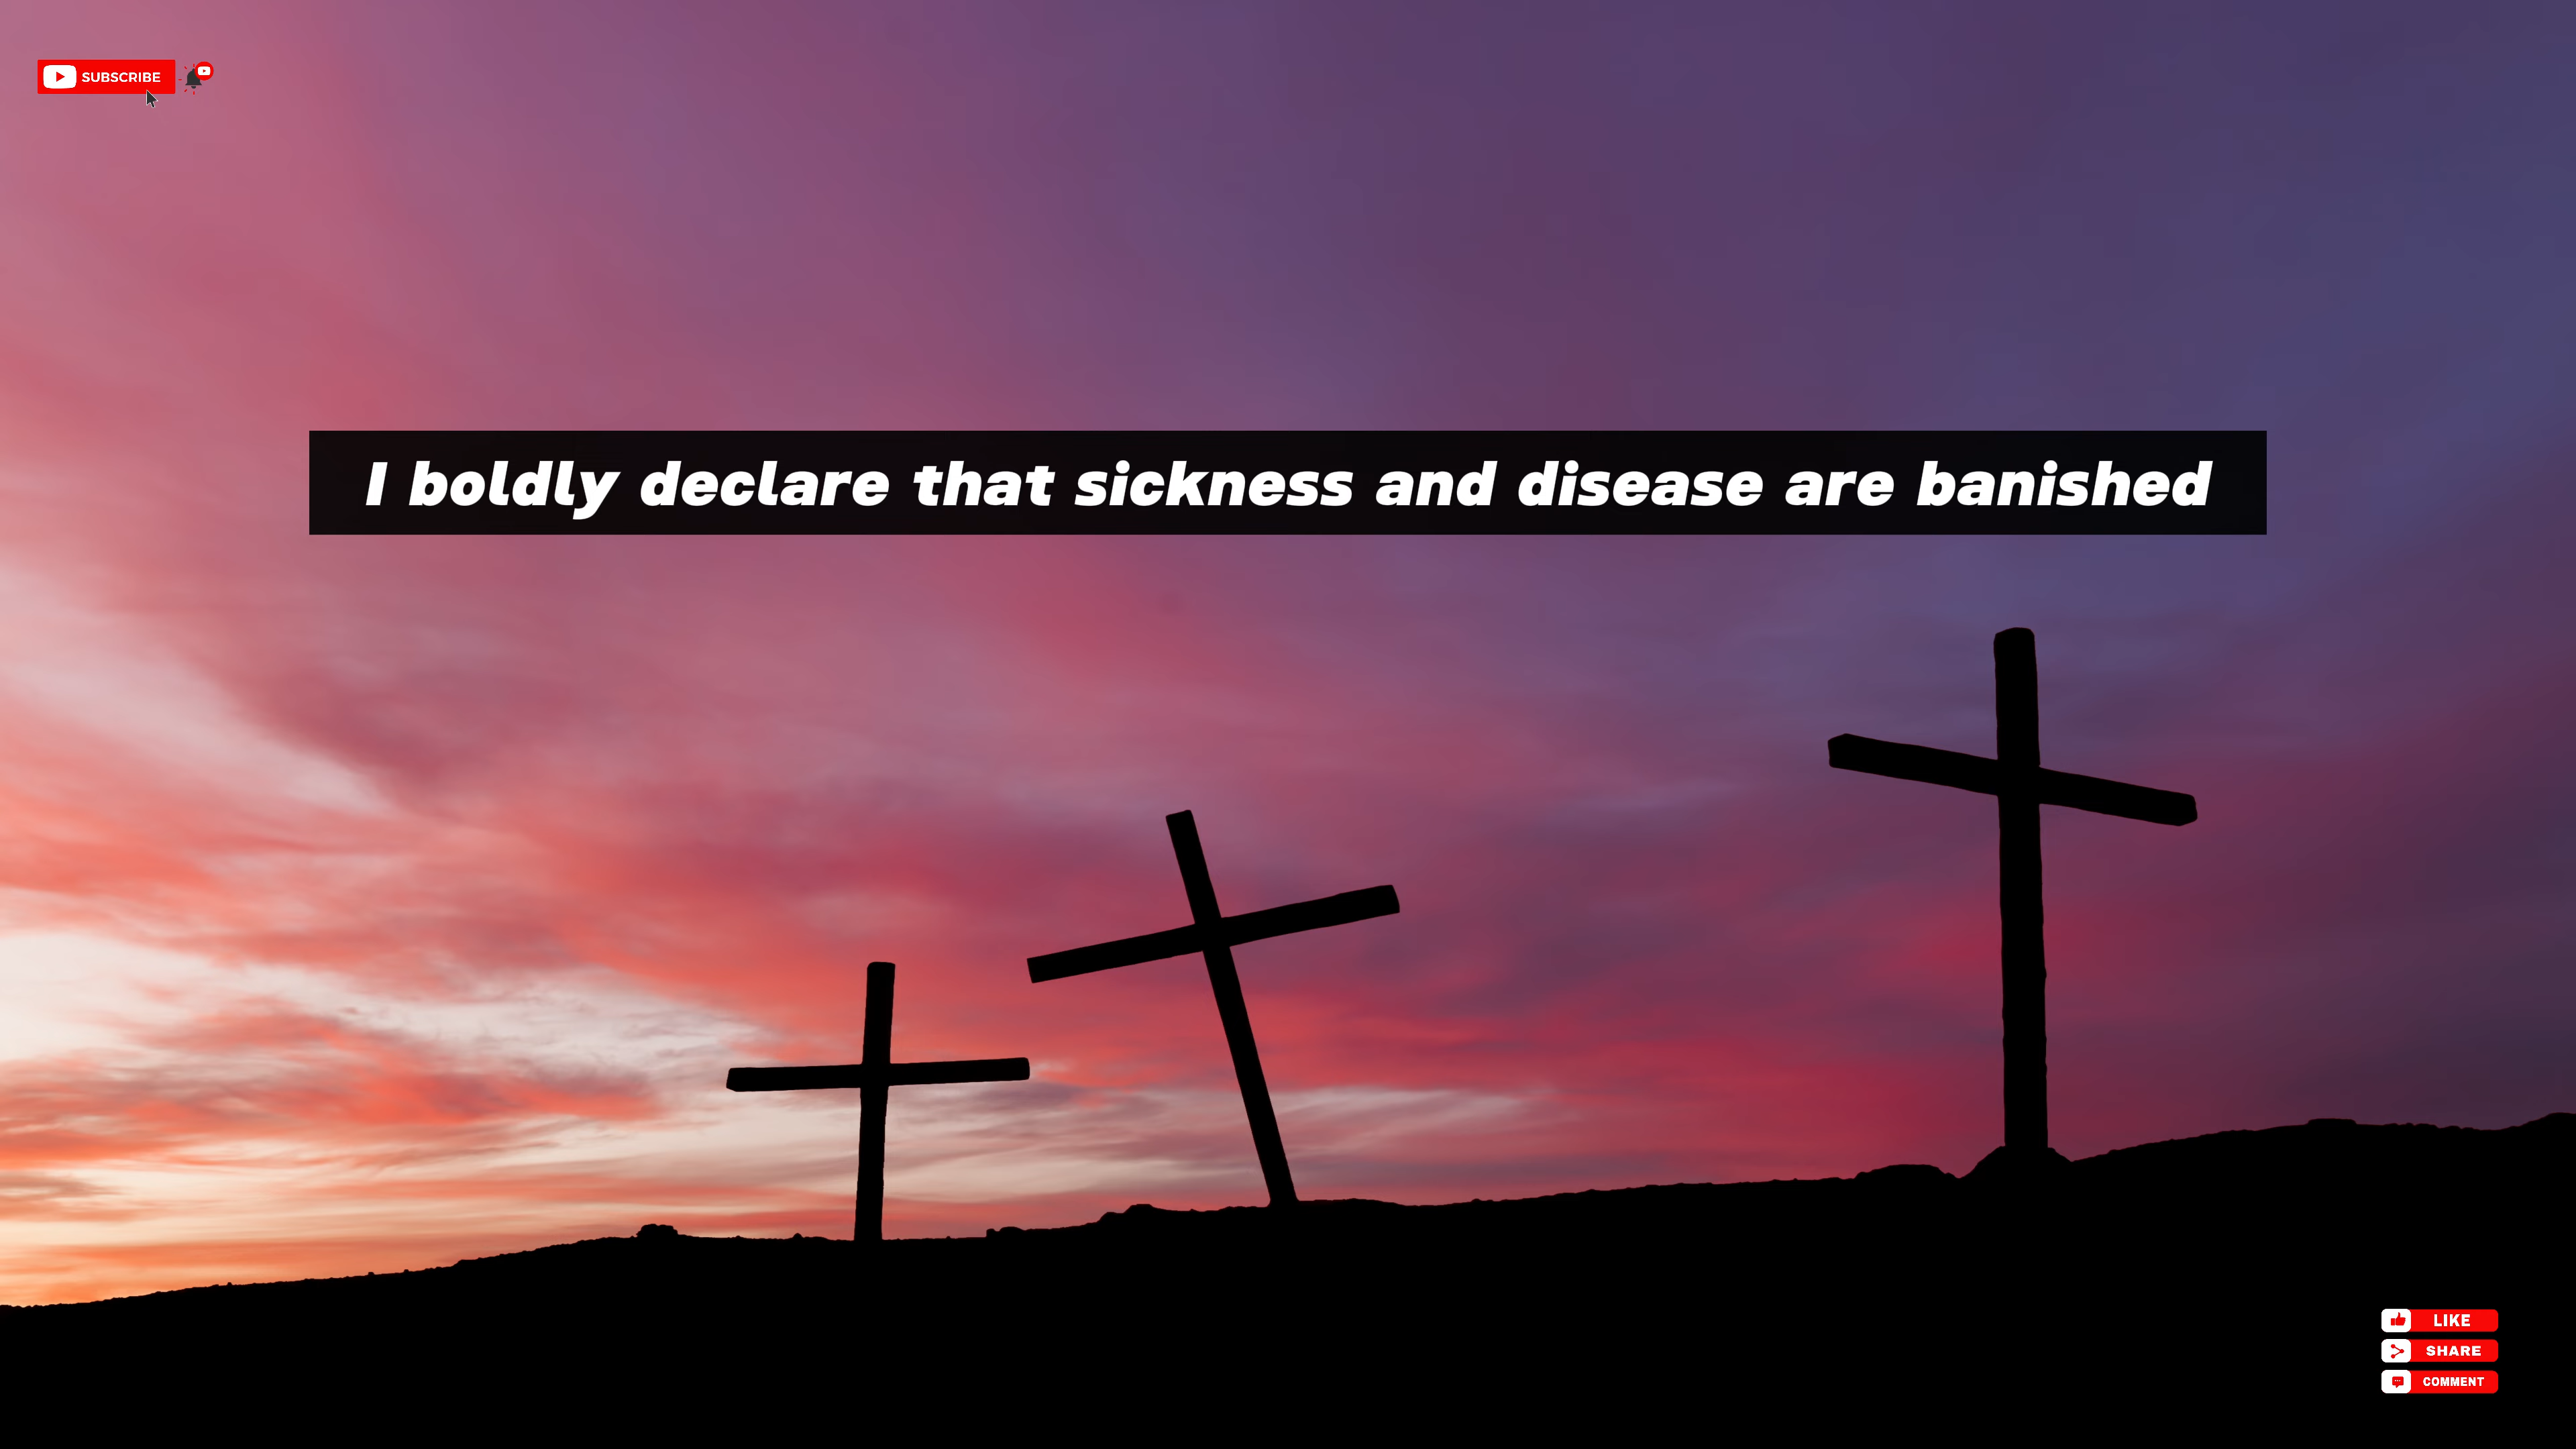 SUBSCRIBE
I boldly declare that sickness and disease are banished
LIKE
SHARE
COMMENT